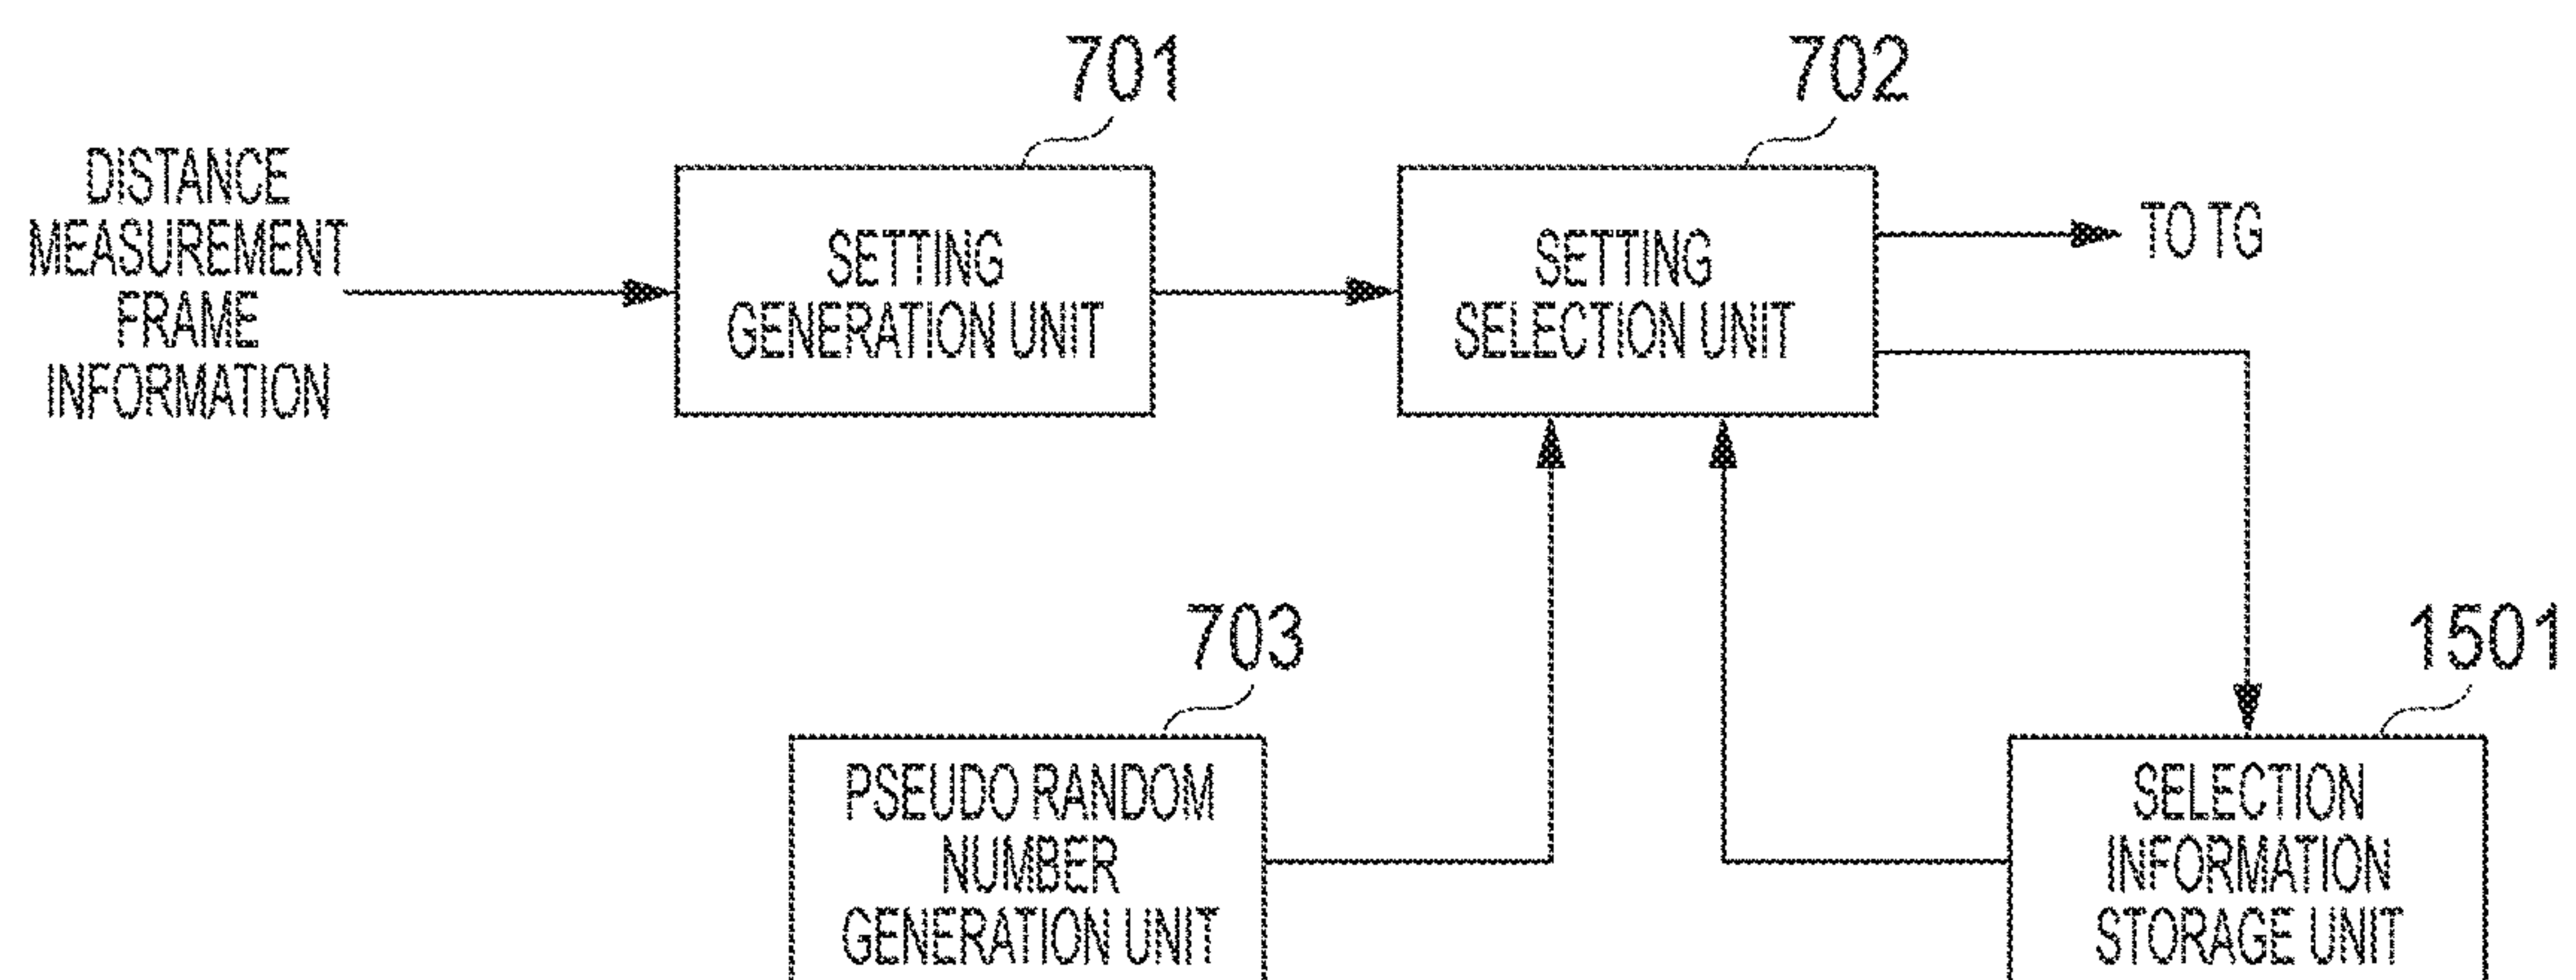 701
702
DISTANCE
MEASUREMENT
FRAME
INFORMATION
SETTING
GENERATION UNIT
SETTING
SELECTION UNIT
TO TG
703
1501
PSEUDO RANDOM
NUMBER
GENERATION UNIT
SELECTION
INFORMATION
STORAGE UNIT